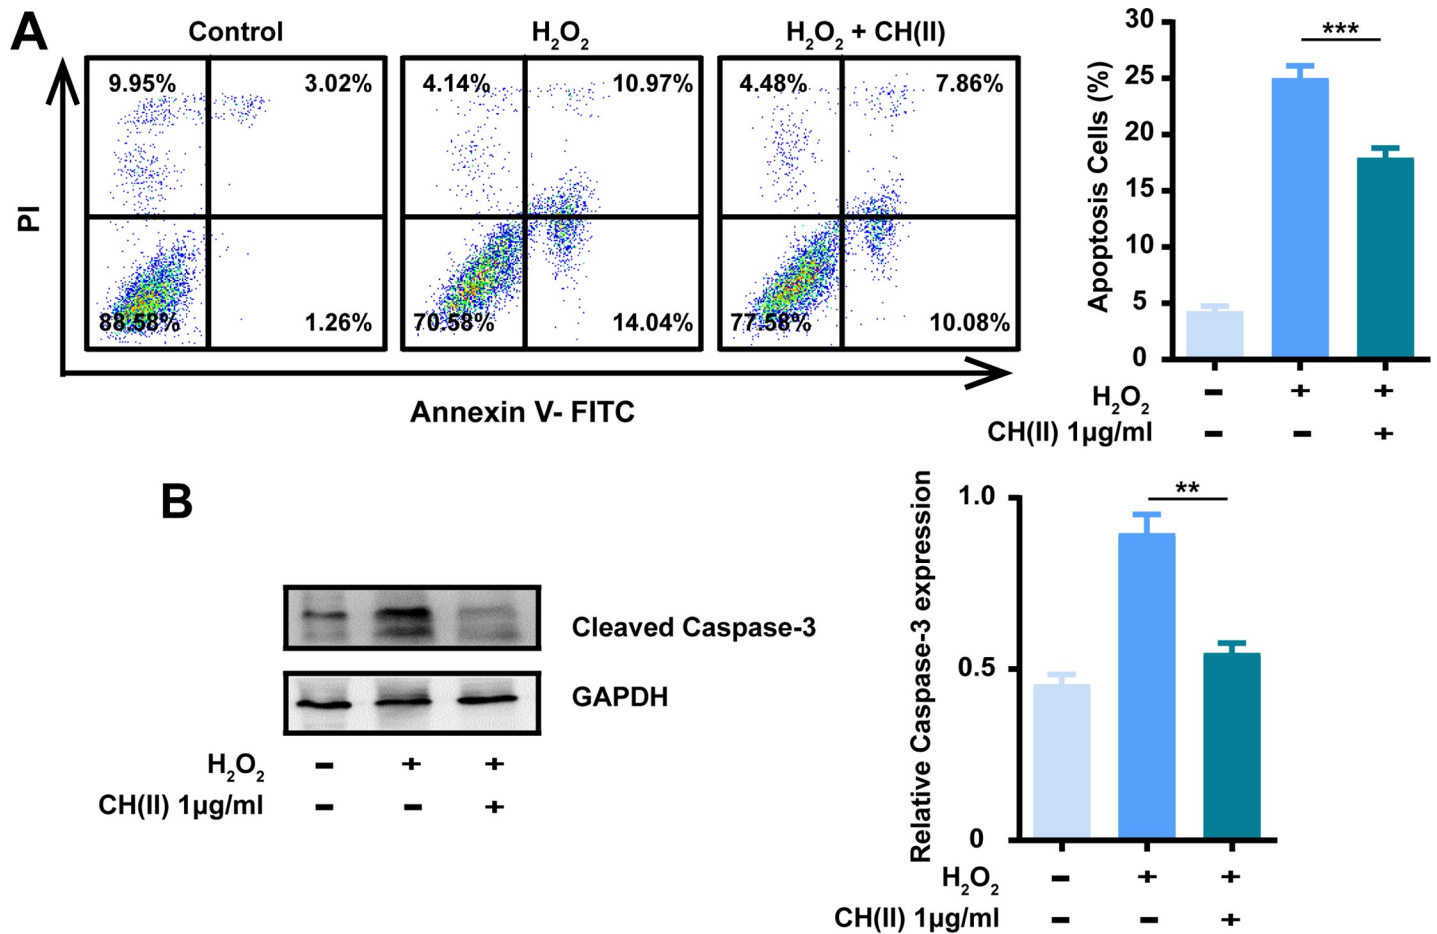 A
Control
H₂O₂
H₂O₂ + CH(II)
9.95%
3.02%
4.14%
10.97%
4.48%
7.86%
88.58%
1.26%
70.58%
14.04%
77.58%
10.08%
PI
Annexin V- FITC
***
30
25
20
15
10
5
0
Apoptosis Cells (%)
H₂O₂ − + +
CH(II) 1μg/ml − − +
B
Cleaved Caspase-3
GAPDH
H₂O₂ − + +
CH(II) 1μg/ml − − +
**
1.0
0.5
0
Relative Caspase-3 expression
H₂O₂ − + +
CH(II) 1μg/ml − − +